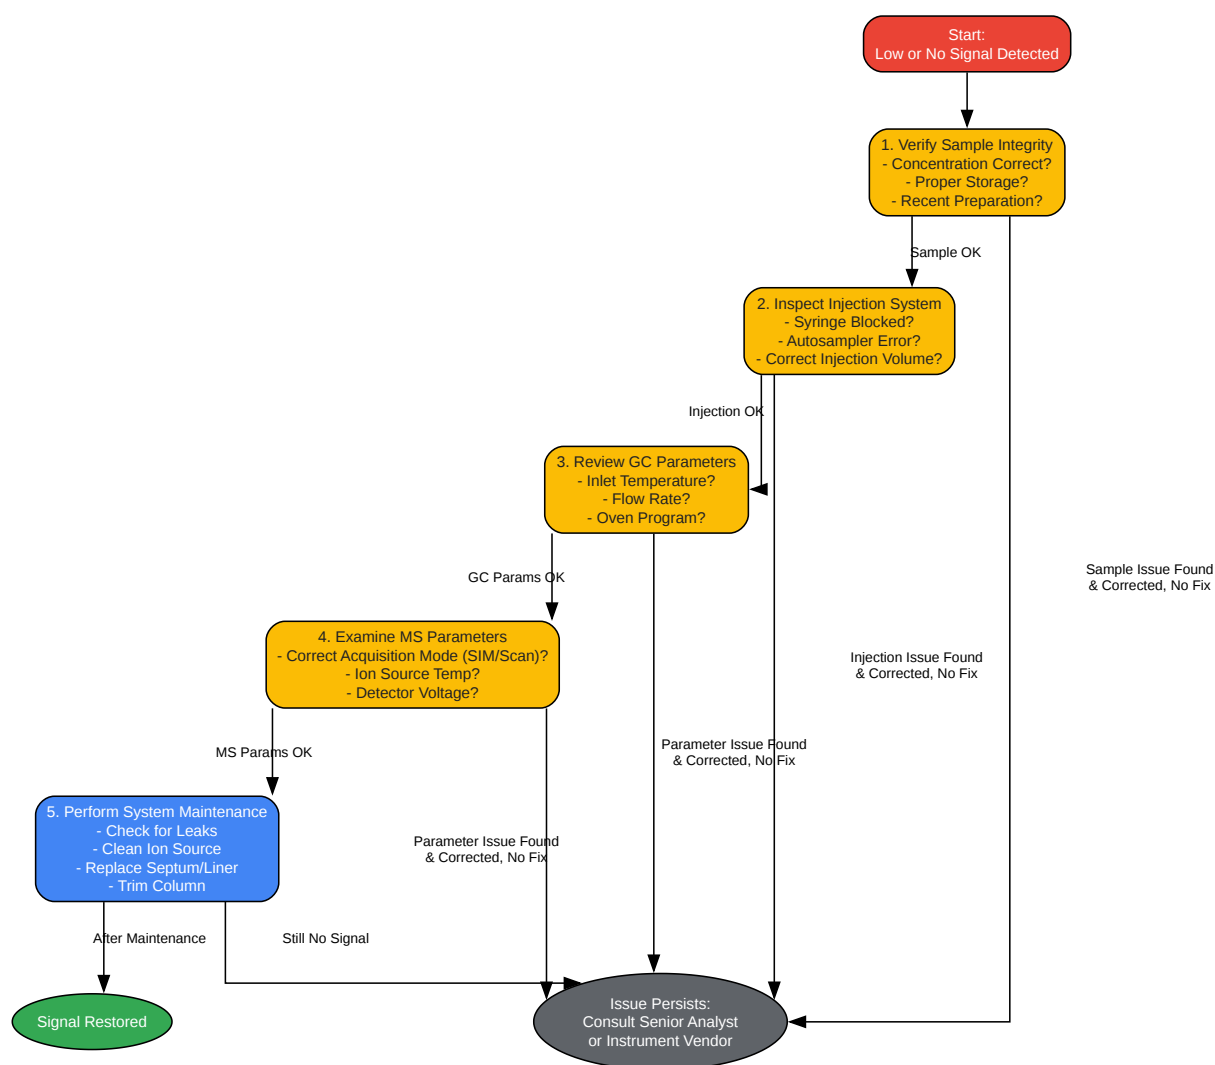 Start:
Low or No Signal Detected
1. Verify Sample Integrity
- Concentration Correct?
- Proper Storage?
- Recent Preparation?
Sample OK
2. Inspect Injection System
- Syringe Blocked?
- Autosampler Error?
- Correct Injection Volume?
Injection OK
3. Review GC Parameters
- Inlet Temperature?
- Flow Rate?
- Oven Program?
GC Params OK
Sample Issue Found
& Corrected, No Fix
4. Examine MS Parameters
- Correct Acquisition Mode (SIM/Scan)?
- Ion Source Temp?
- Detector Voltage?
Injection Issue Found
& Corrected, No Fix
MS Params OK
Parameter Issue Found
& Corrected, No Fix
5. Perform System Maintenance
- Check for Leaks
- Clean Ion Source
- Replace Septum/Liner
- Trim Column
Parameter Issue Found
& Corrected, No Fix
After Maintenance
Still No Signal
Signal Restored
Issue Persists:
Consult Senior Analyst
or Instrument Vendor